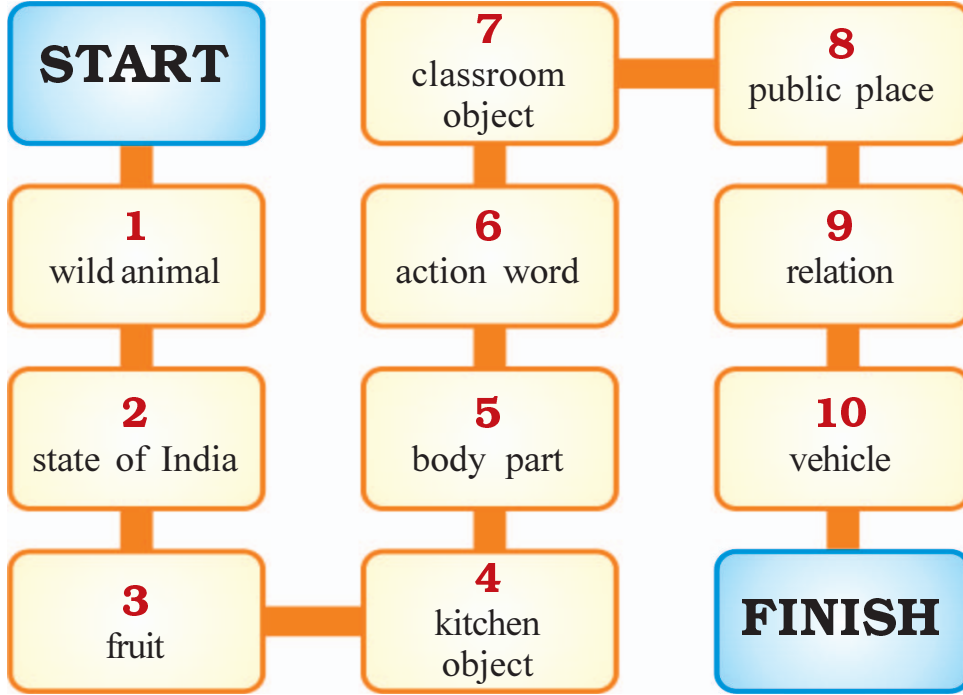 START
1
wild animal
2
state of India
3
fruit
4
kitchen
object
5
body part
6
action word
7
classroom
object
8
public place
9
relation
10
vehicle
FINISH